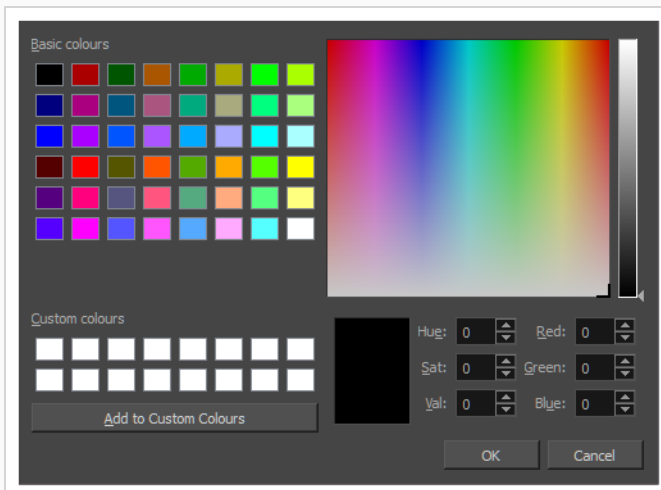 Basic colours
Custom colours
Add to Custom Colours
Hue: 0 Red: 0
Sat: 0 Green: 0
Val: 0 Blue: 0
OK Cancel